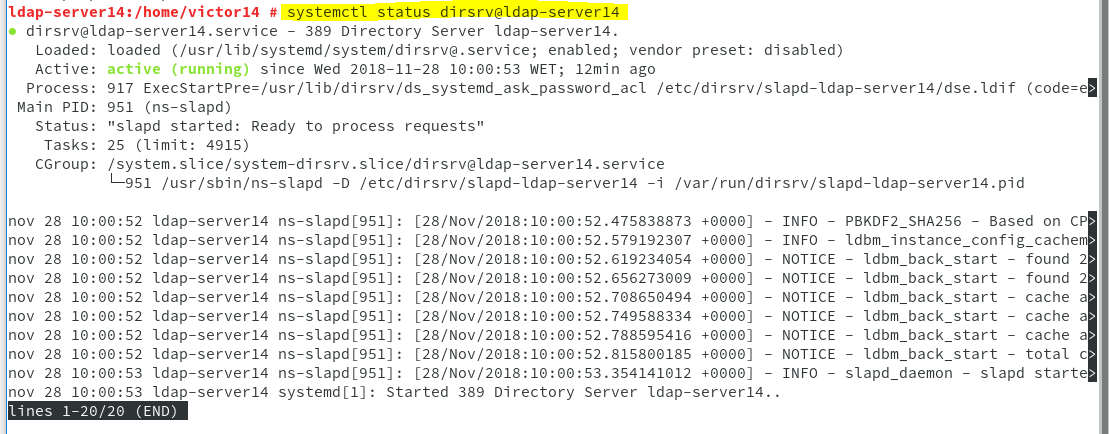 ldap-server14:/home/victor14 # systemctl status dirsrv@ldap-server14
● dirsrv@ldap-server14.service - 389 Directory Server ldap-server14.
   Loaded: loaded (/usr/lib/systemd/system/dirsrv@.service; enabled; vendor preset: disabled)
   Active: active (running) since Wed 2018-11-28 10:00:53 WET; 12min ago
  Process: 917 ExecStartPre=/usr/lib/dirsrv/ds_systemd_ask_password_acl /etc/dirsrv/slapd-ldap-server14/dse.ldif (code=e>
 Main PID: 951 (ns-slapd)
   Status: "slapd started: Ready to process requests"
    Tasks: 25 (limit: 4915)
   CGroup: /system.slice/system-dirsrv.slice/dirsrv@ldap-server14.service
           └─951 /usr/sbin/ns-slapd -D /etc/dirsrv/slapd-ldap-server14 -i /var/run/dirsrv/slapd-ldap-server14.pid
nov 28 10:00:52 ldap-server14 ns-slapd[951]: [28/Nov/2018:10:00:52.475838873 +0000] - INFO - PBKDF2_SHA256 - Based on CP>
nov 28 10:00:52 ldap-server14 ns-slapd[951]: [28/Nov/2018:10:00:52.579192307 +0000] - INFO - ldbm_instance_config_cachem>
nov 28 10:00:52 ldap-server14 ns-slapd[951]: [28/Nov/2018:10:00:52.619234054 +0000] - NOTICE - ldbm_back_start - found 2>
nov 28 10:00:52 ldap-server14 ns-slapd[951]: [28/Nov/2018:10:00:52.656273009 +0000] - NOTICE - ldbm_back_start - found 2>
nov 28 10:00:52 ldap-server14 ns-slapd[951]: [28/Nov/2018:10:00:52.708650494 +0000] - NOTICE - ldbm_back_start - cache a>
nov 28 10:00:52 ldap-server14 ns-slapd[951]: [28/Nov/2018:10:00:52.749588334 +0000] - NOTICE - ldbm_back_start - cache a>
nov 28 10:00:52 ldap-server14 ns-slapd[951]: [28/Nov/2018:10:00:52.788595416 +0000] - NOTICE - ldbm_back_start - cache a>
nov 28 10:00:52 ldap-server14 ns-slapd[951]: [28/Nov/2018:10:00:52.815800185 +0000] - NOTICE - ldbm_back_start - total c>
nov 28 10:00:53 ldap-server14 ns-slapd[951]: [28/Nov/2018:10:00:53.354141012 +0000] - INFO - slapd_daemon - slapd starte>
nov 28 10:00:53 ldap-server14 systemd[1]: Started 389 Directory Server ldap-server14..
lines 1-20/20 (END)